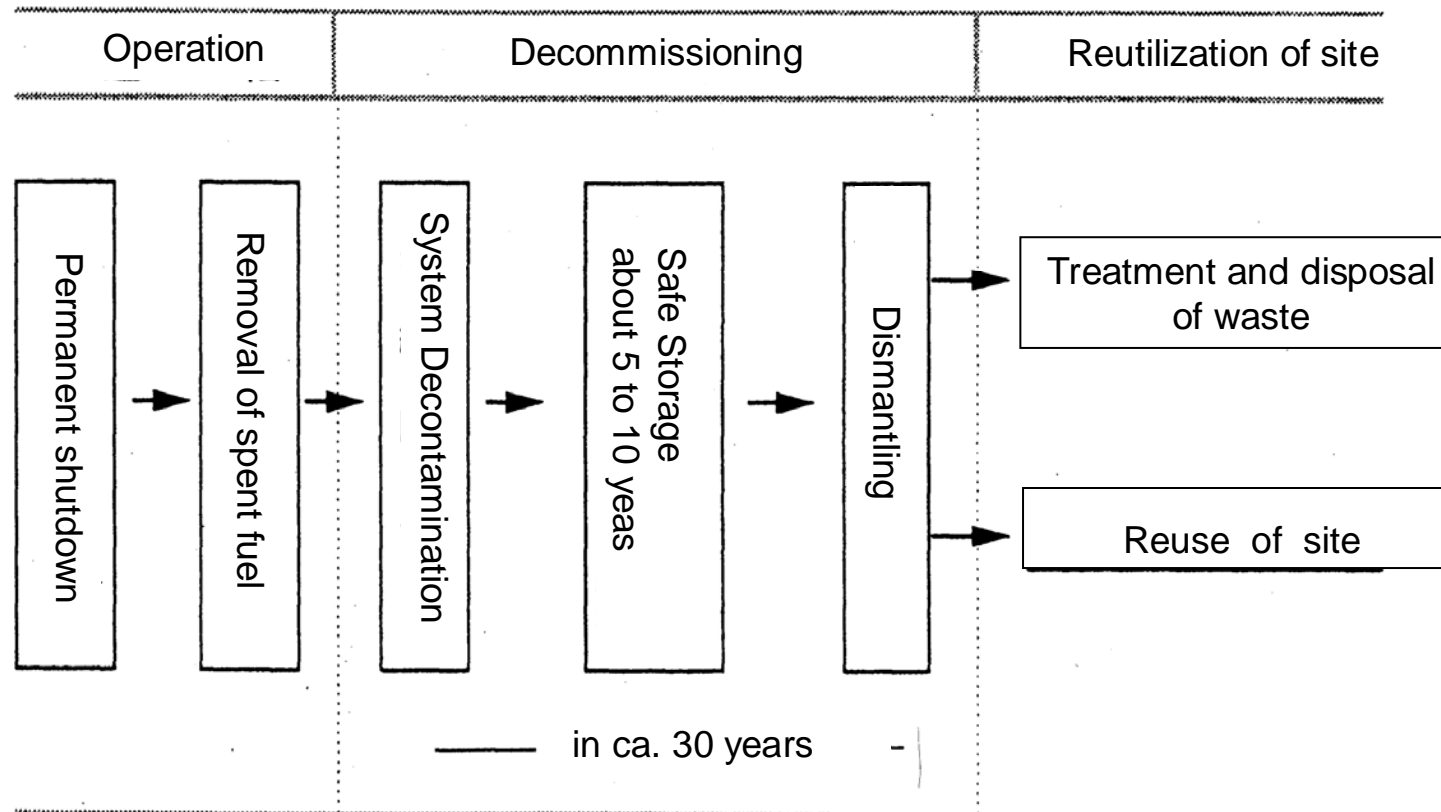 Operation
Decommissioning
Reutilization of site
Permanent shutdown
Removal of spent fuel
System Decontamination
Safe Storage
about 5 to 10 yeas
Dismantling
Treatment and disposal
of waste
Reuse of site
in ca. 30 years